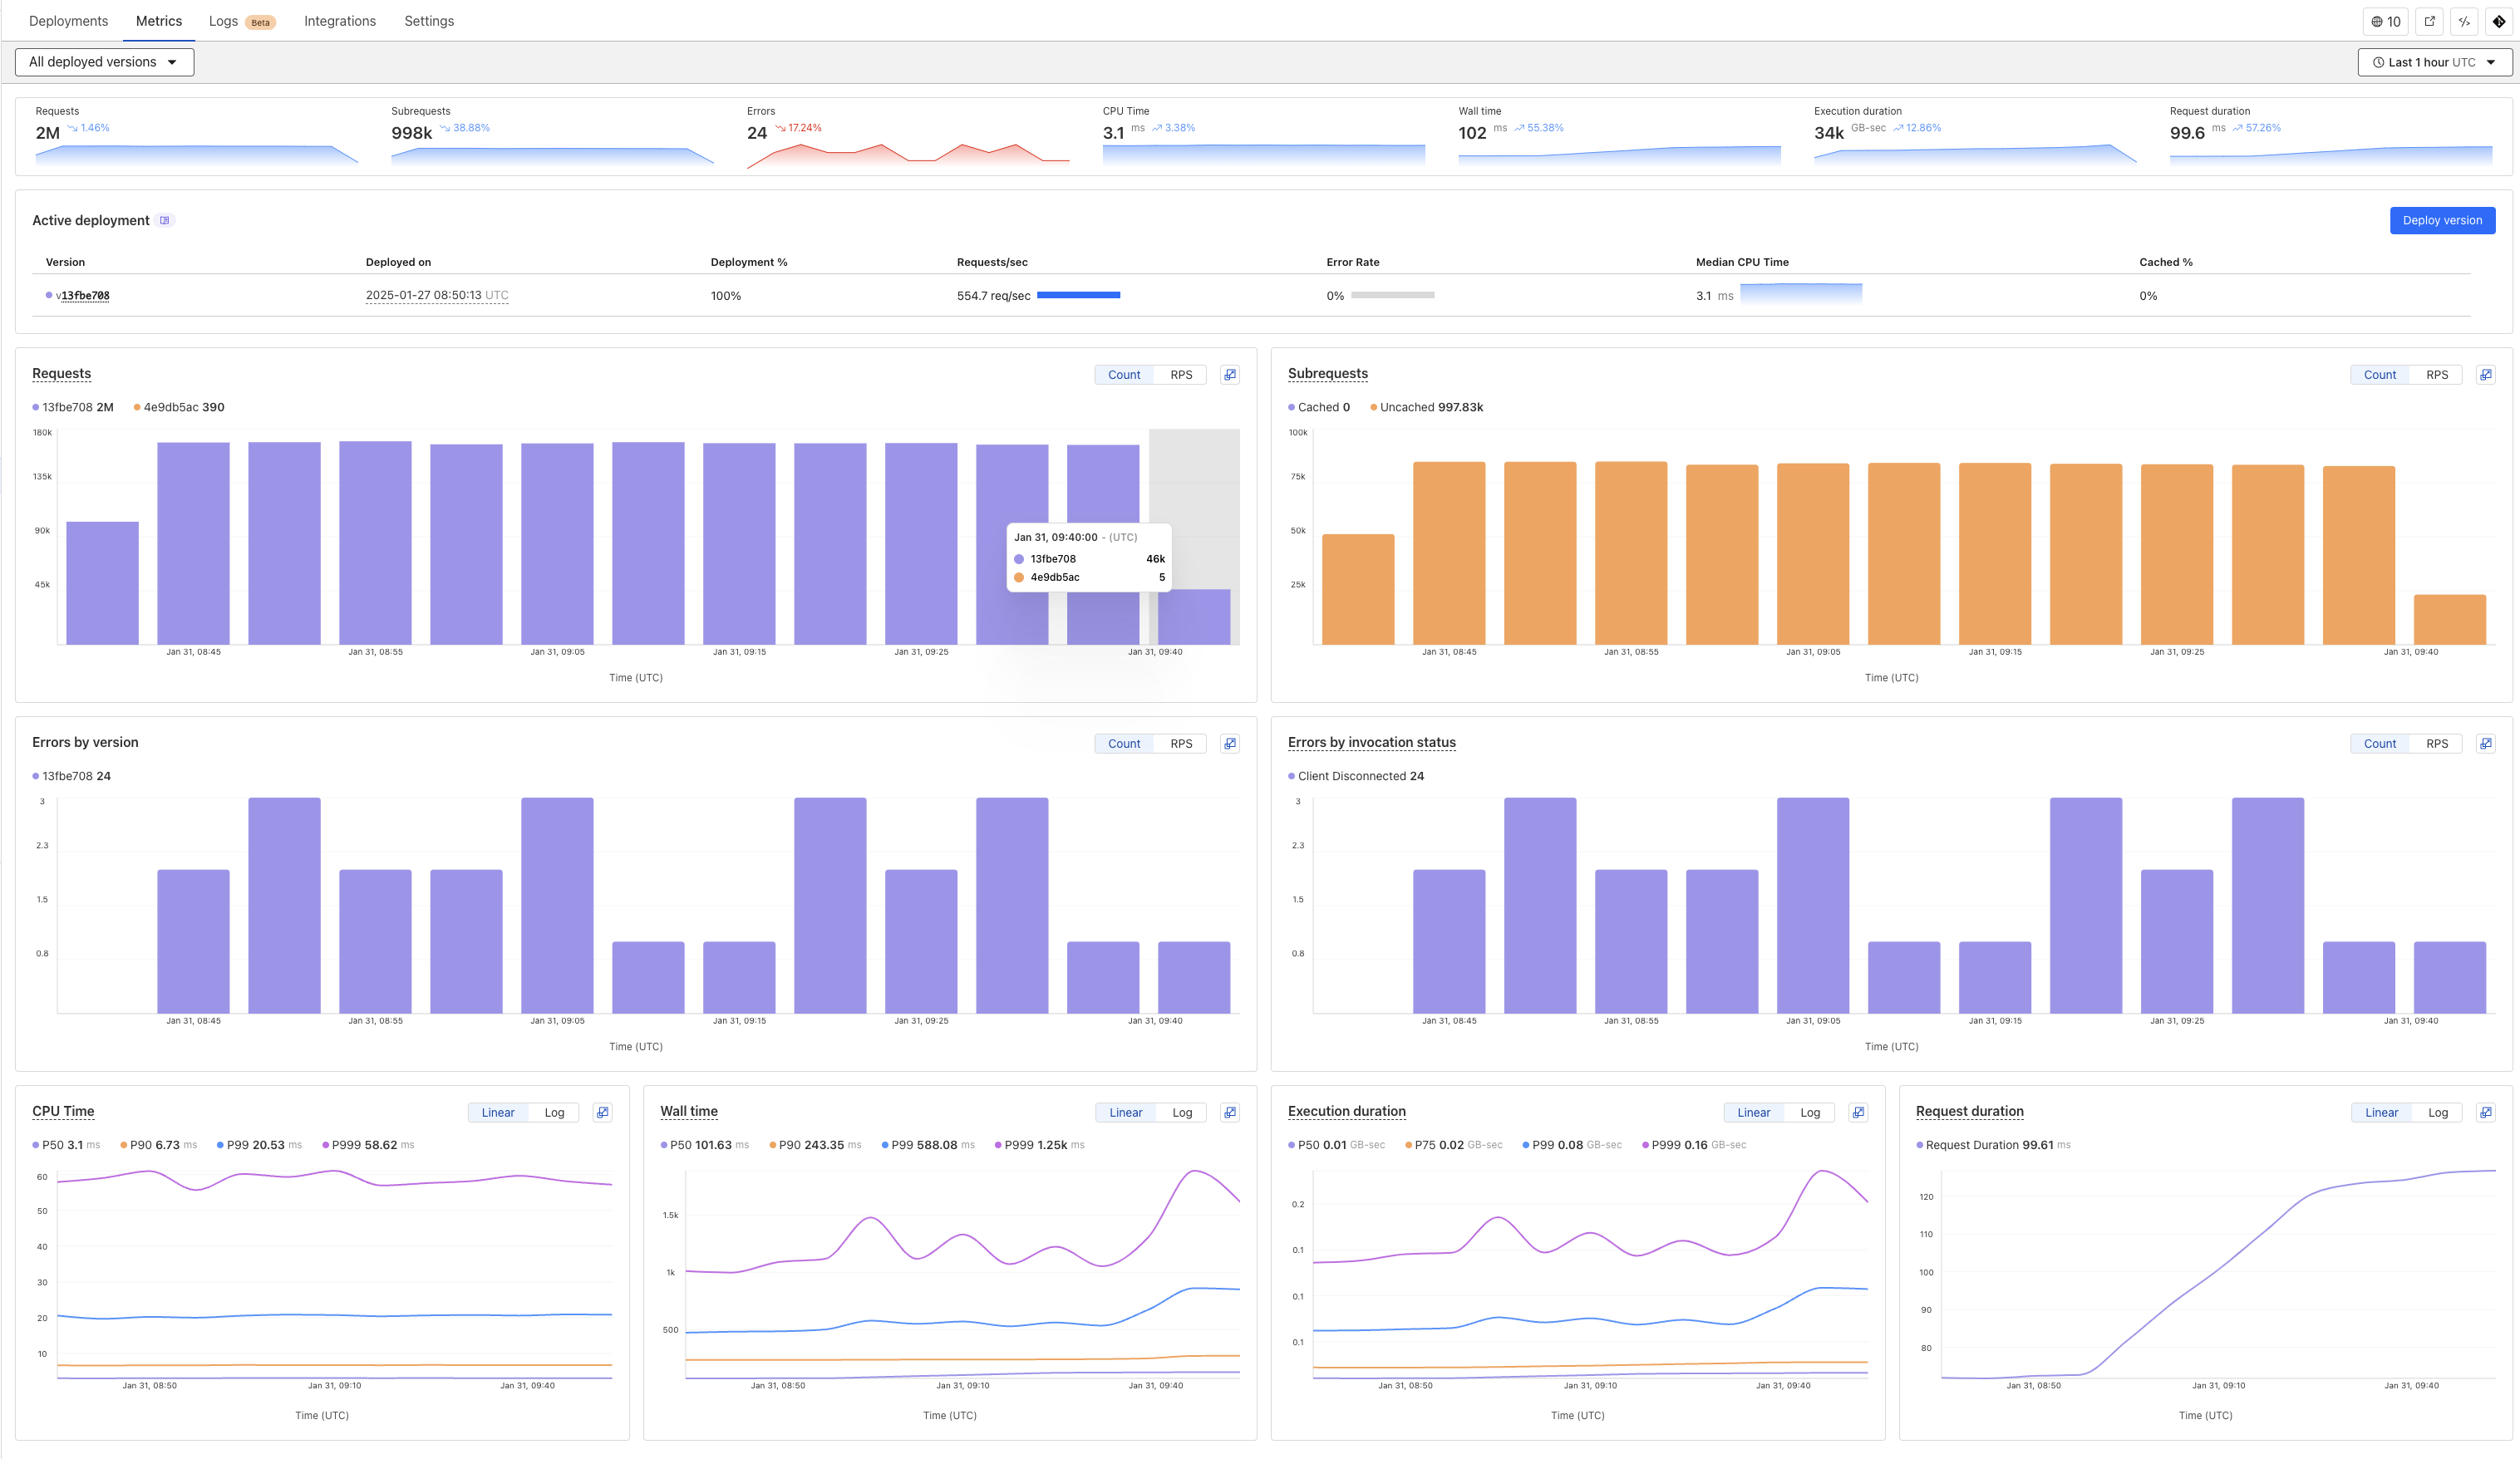 Deployments Metrics Logs Beta Integrations Settings 10
All deployed versions Last 1 hour UTC
Requests Subrequests Errors CPU Time Wall time Execution duration Request duration
2M 1.46% 998k 38.88% 24 17.24% 3.1 ms 3.38% 102 ms 55.38% 34k GB-sec 12.86% 99.6 ms 57.26%
Active deployment Deploy version
Version Deployed on Deployment % Requests/sec Error Rate Median CPU Time Cached %
v13fbe708 2025-01-27 08:50:13 UTC 100% 554.7 req/sec 0% 3.1 ms 0%
Requests Count RPS
13fbe708 2M 4e9db5ac 390
180k
135k
90k
45k
Jan 31, 09:40:00 - (UTC)
13fbe708 46k
4e9db5ac 5
Jan 31, 08:45 Jan 31, 08:55 Jan 31, 09:05 Jan 31, 09:15 Jan 31, 09:25 Jan 31, 09:40
Time (UTC)
Subrequests Count RPS
Cached 0 Uncached 997.83k
100k
75k
50k
25k
Jan 31, 08:45 Jan 31, 08:55 Jan 31, 09:05 Jan 31, 09:15 Jan 31, 09:25 Jan 31, 09:40
Time (UTC)
Errors by version Count RPS
13fbe708 24
3
2.3
1.5
0.8
Jan 31, 08:45 Jan 31, 08:55 Jan 31, 09:05 Jan 31, 09:15 Jan 31, 09:25 Jan 31, 09:40
Time (UTC)
Errors by invocation status Count RPS
Client Disconnected 24
3
2.3
1.5
0.8
Jan 31, 08:45 Jan 31, 08:55 Jan 31, 09:05 Jan 31, 09:15 Jan 31, 09:25 Jan 31, 09:40
Time (UTC)
CPU Time Linear Log
P50 3.1 ms P90 6.73 ms P99 20.53 ms P999 58.62 ms
60
50
40
30
20
10
Jan 31, 08:50 Jan 31, 09:10 Jan 31, 09:40
Time (UTC)
Wall time Linear Log
P50 101.63 ms P90 243.35 ms P99 588.08 ms P999 1.25k ms
1.5k
1k
500
Jan 31, 08:50 Jan 31, 09:10 Jan 31, 09:40
Time (UTC)
Execution duration Linear Log
P50 0.01 GB-sec P75 0.02 GB-sec P99 0.08 GB-sec P999 0.16 GB-sec
0.2
0.1
0.1
0.1
Jan 31, 08:50 Jan 31, 09:10 Jan 31, 09:40
Time (UTC)
Request duration Linear Log
Request Duration 99.61 ms
120
110
100
90
80
Jan 31, 08:50 Jan 31, 09:10 Jan 31, 09:40
Time (UTC)